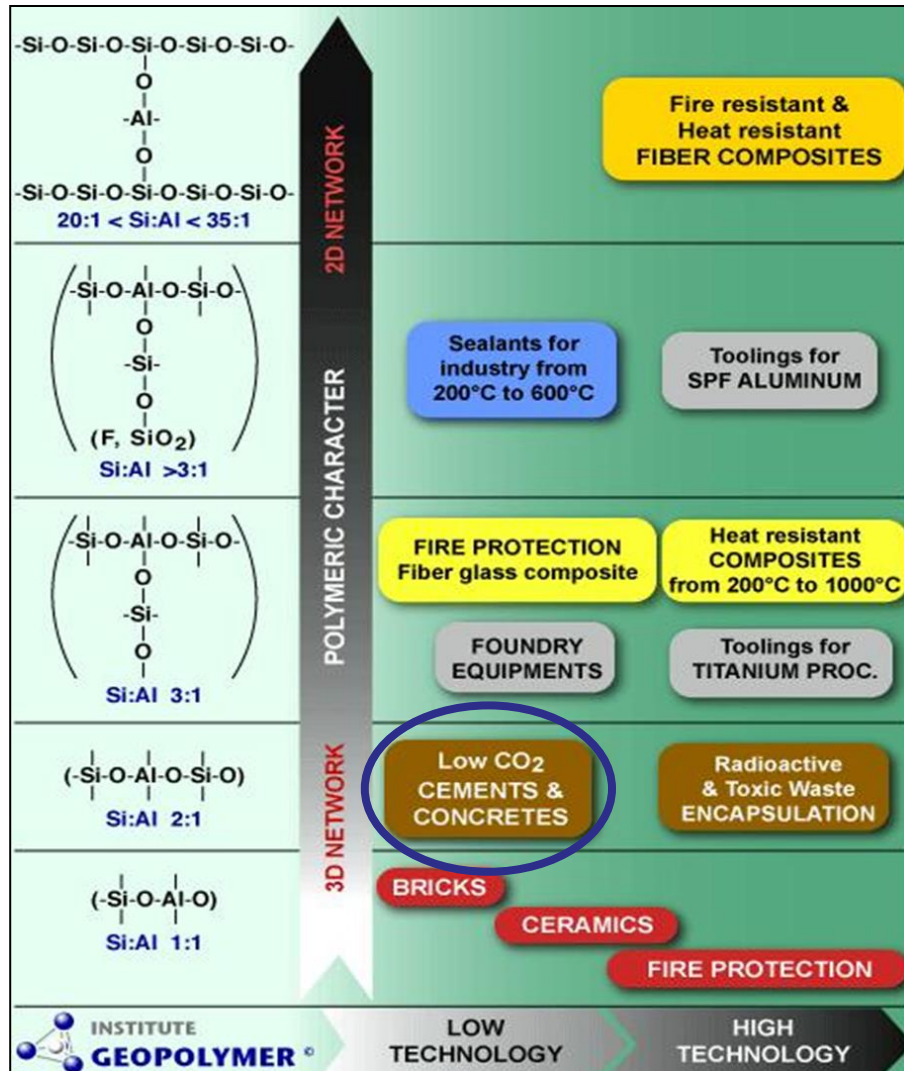 -Si-O-Si-O-Si-O-Si-O-Si-O-
O
-Al-
O
-Si-O-Si-O-Si-O-Si-O-Si-O-
20:1 < Si:Al < 35:1
Fire resistant &
Heat resistant
FIBER COMPOSITES
-Si-O-Al-O-Si-O-
O
-Si-
O
(F, SiO₂)
Si:Al >3:1
Sealants for
industry from
200°C to 600°C
Toolings for
SPF ALUMINUM
-Si-O-Al-O-Si-O-
O
-Si-
O
Si:Al 3:1
FIRE PROTECTION
Fiber glass composite
Heat resistant
COMPOSITES
from 200°C to 1000°C
FOUNDRY
EQUIPMENTS
Toolings for
TITANIUM PROC.
(-Si-O-Al-O-Si-O)
Si:Al 2:1
Low CO₂
CEMENTS &
CONCRETES
Radioactive
& Toxic Waste
ENCAPSULATION
(-Si-O-Al-O)
Si:Al 1:1
BRICKS
CERAMICS
FIRE PROTECTION
2D NETWORK
POLYMERIC CHARACTER
3D NETWORK
INSTITUTE
GEOPOLYMER ©
LOW
TECHNOLOGY
HIGH
TECHNOLOGY